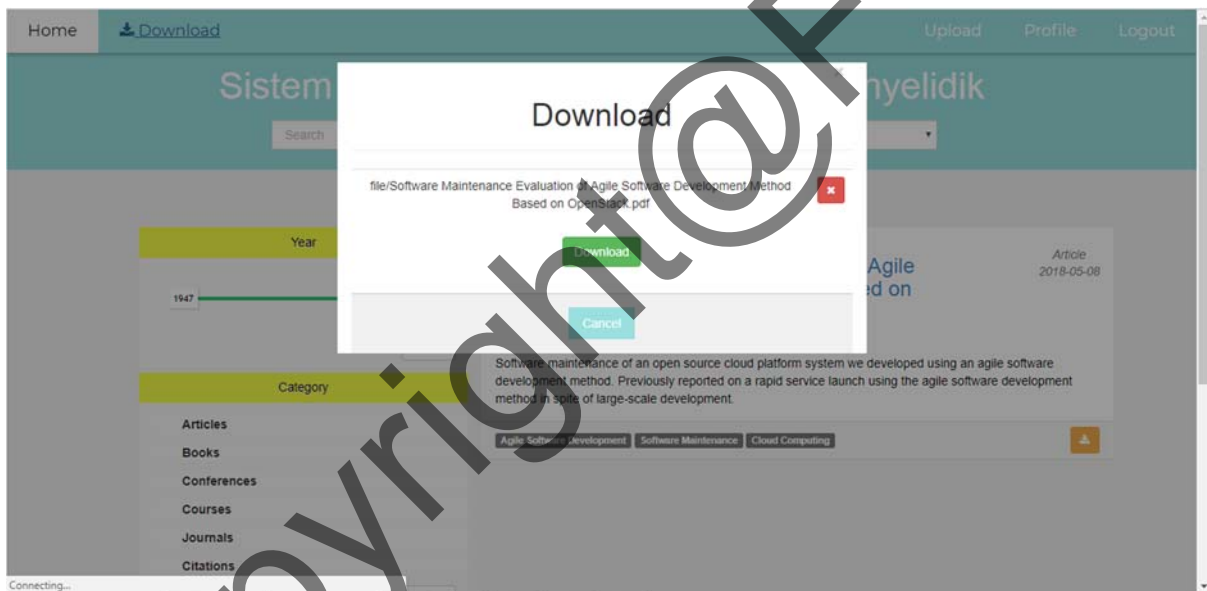 Home
Download
Upload
Profile
Logout
Sistem
nyelidik
Search
Download
×
file/Software Maintenance Evaluation of Agile Software Development Method
Based on OpenStack.pdf
Download
Cancel
Year
1947
Agile
ed on
Article
2018-05-08
Software maintenance of an open source cloud platform system we developed using an agile software
development method. Previously reported on a rapid service launch using the agile software development
method in spite of large-scale development.
Agile Software Development Software Maintenance Cloud Computing
Category
Articles
Books
Conferences
Courses
Journals
Citations
Connecting...
pyright@F